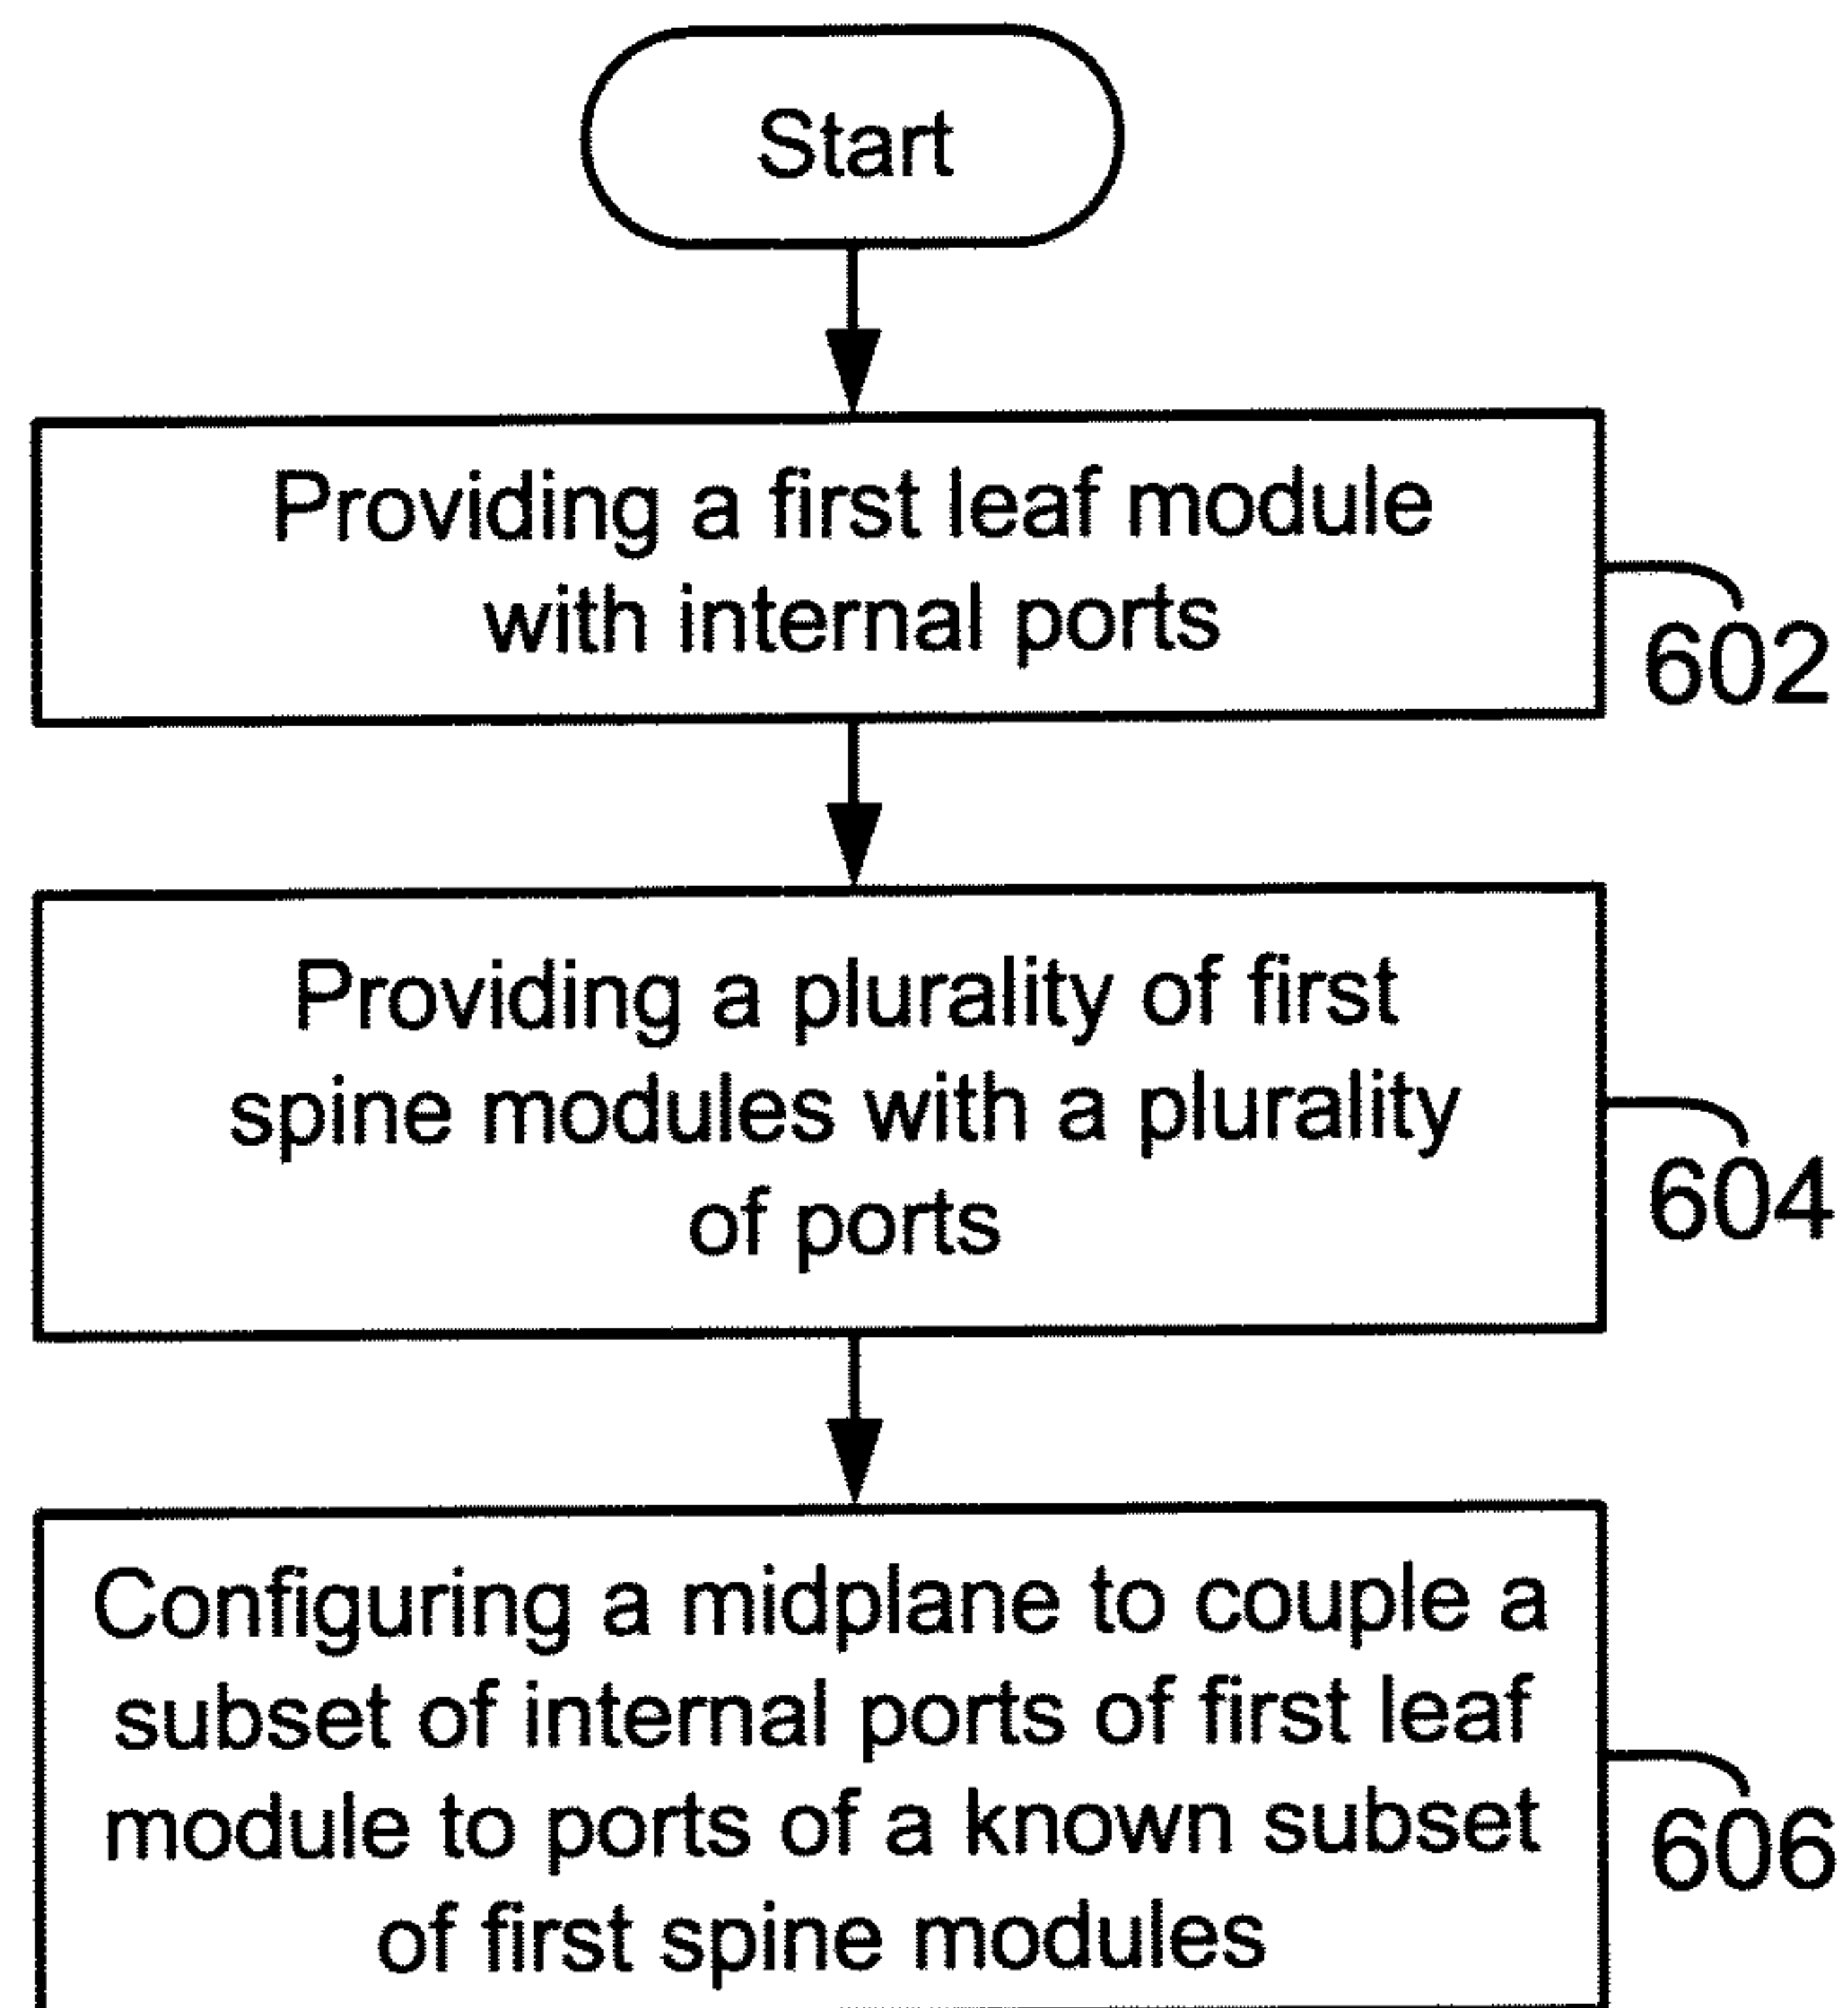 Start
Providing a first leaf module
with internal ports
602
Providing a plurality of first
spine modules with a plurality
of ports
604
Configuring a midplane to couple a
subset of internal ports of first leaf
module to ports of a known subset
of first spine modules
606